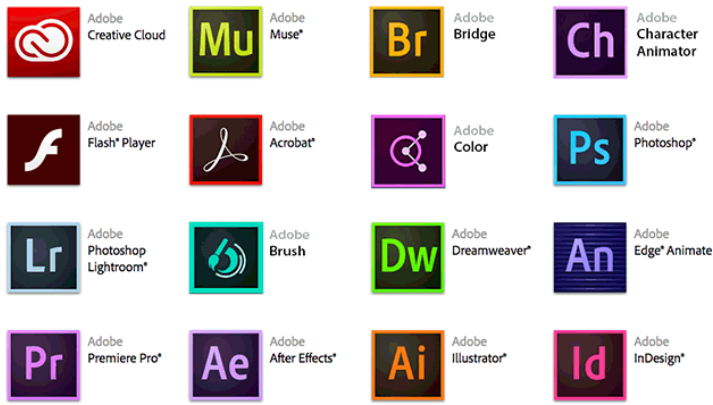 Adobe
Creative Cloud
Mu
Adobe
Muse®
Br
Adobe
Bridge
Ch
Adobe
Character
Animator
Adobe
Flash® Player
Adobe
Acrobat®
Adobe
Color
Ps
Adobe
Photoshop®
Lr
Adobe
Photoshop
Lightroom®
Adobe
Brush
Dw
Adobe
Dreamweaver®
An
Adobe
Edge® Animate
Pr
Adobe
Premiere Pro®
Ae
Adobe
After Effects®
Ai
Adobe
Illustrator®
Id
Adobe
InDesign®